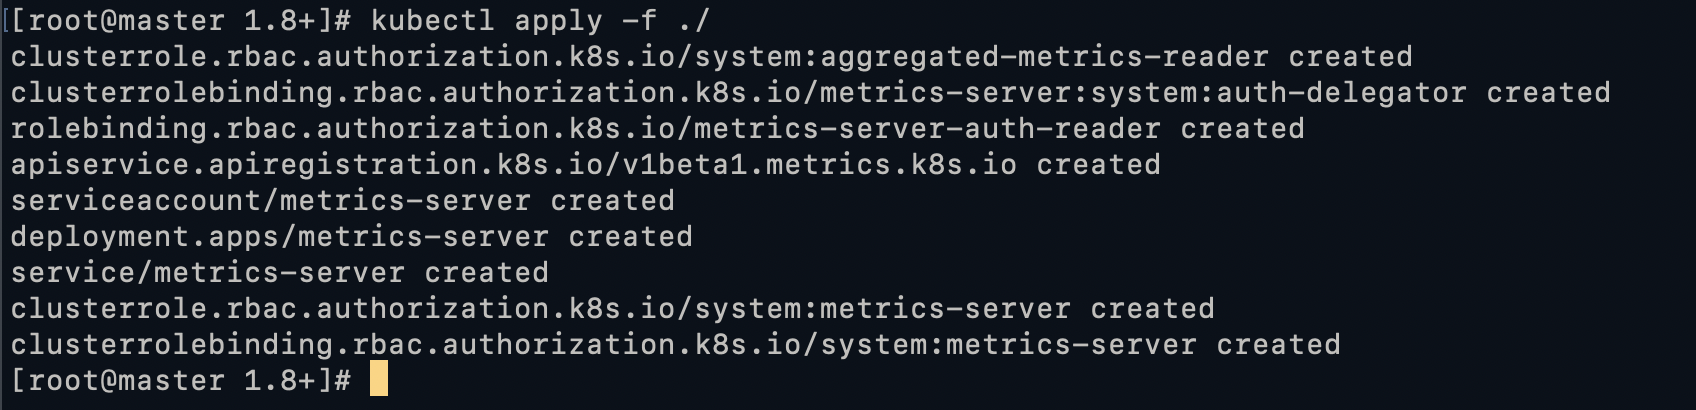 [[root@master 1.8+]# kubectl apply -f ./
clusterrole.rbac.authorization.k8s.io/system:aggregated-metrics-reader created
clusterrolebinding.rbac.authorization.k8s.io/metrics-server:system:auth-delegator created
rolebinding.rbac.authorization.k8s.io/metrics-server-auth-reader created
apiservice.apiregistration.k8s.io/v1beta1.metrics.k8s.io created
serviceaccount/metrics-server created
deployment.apps/metrics-server created
service/metrics-server created
clusterrole.rbac.authorization.k8s.io/system:metrics-server created
clusterrolebinding.rbac.authorization.k8s.io/system:metrics-server created
[root@master 1.8+]#